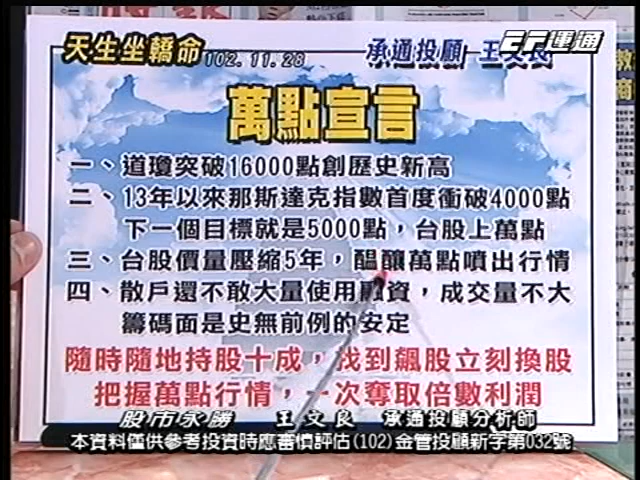 天生坐轎命
102.11.28
承通投顧 王文良
EF運通
萬點宣言
一、道瓊突破16000點創歷史新高
二、13年以來那斯達克指數首度衝破4000點
下一個目標就是5000點，台股上萬點
三、台股價量壓縮5年，醞釀萬點噴出行情
四、散戶還不敢大量使用融資，成交量不大
籌碼面是史無前例的安定
隨時隨地持股十成，找到飆股立刻換股
把握萬點行情，一次奪取倍數利潤
股市永勝 王文良 承通投顧分析師
本資料僅供參考投資時應審慎評估(102)金管投顧新字第032號